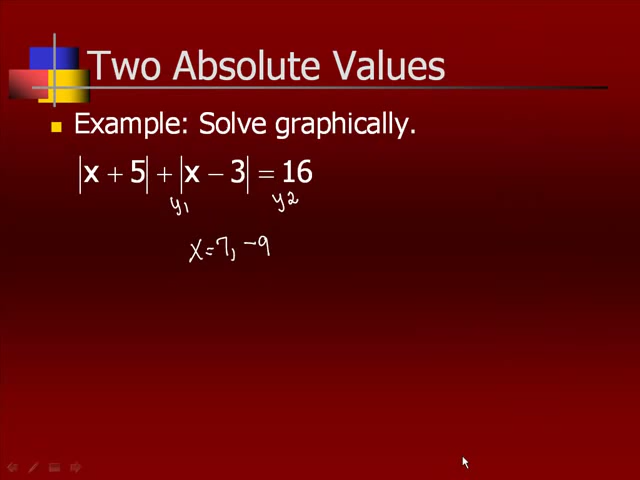 Two Absolute Values
Example: Solve graphically.
|x + 5| + |x − 3| = 16
y1 y2
x=7, -9